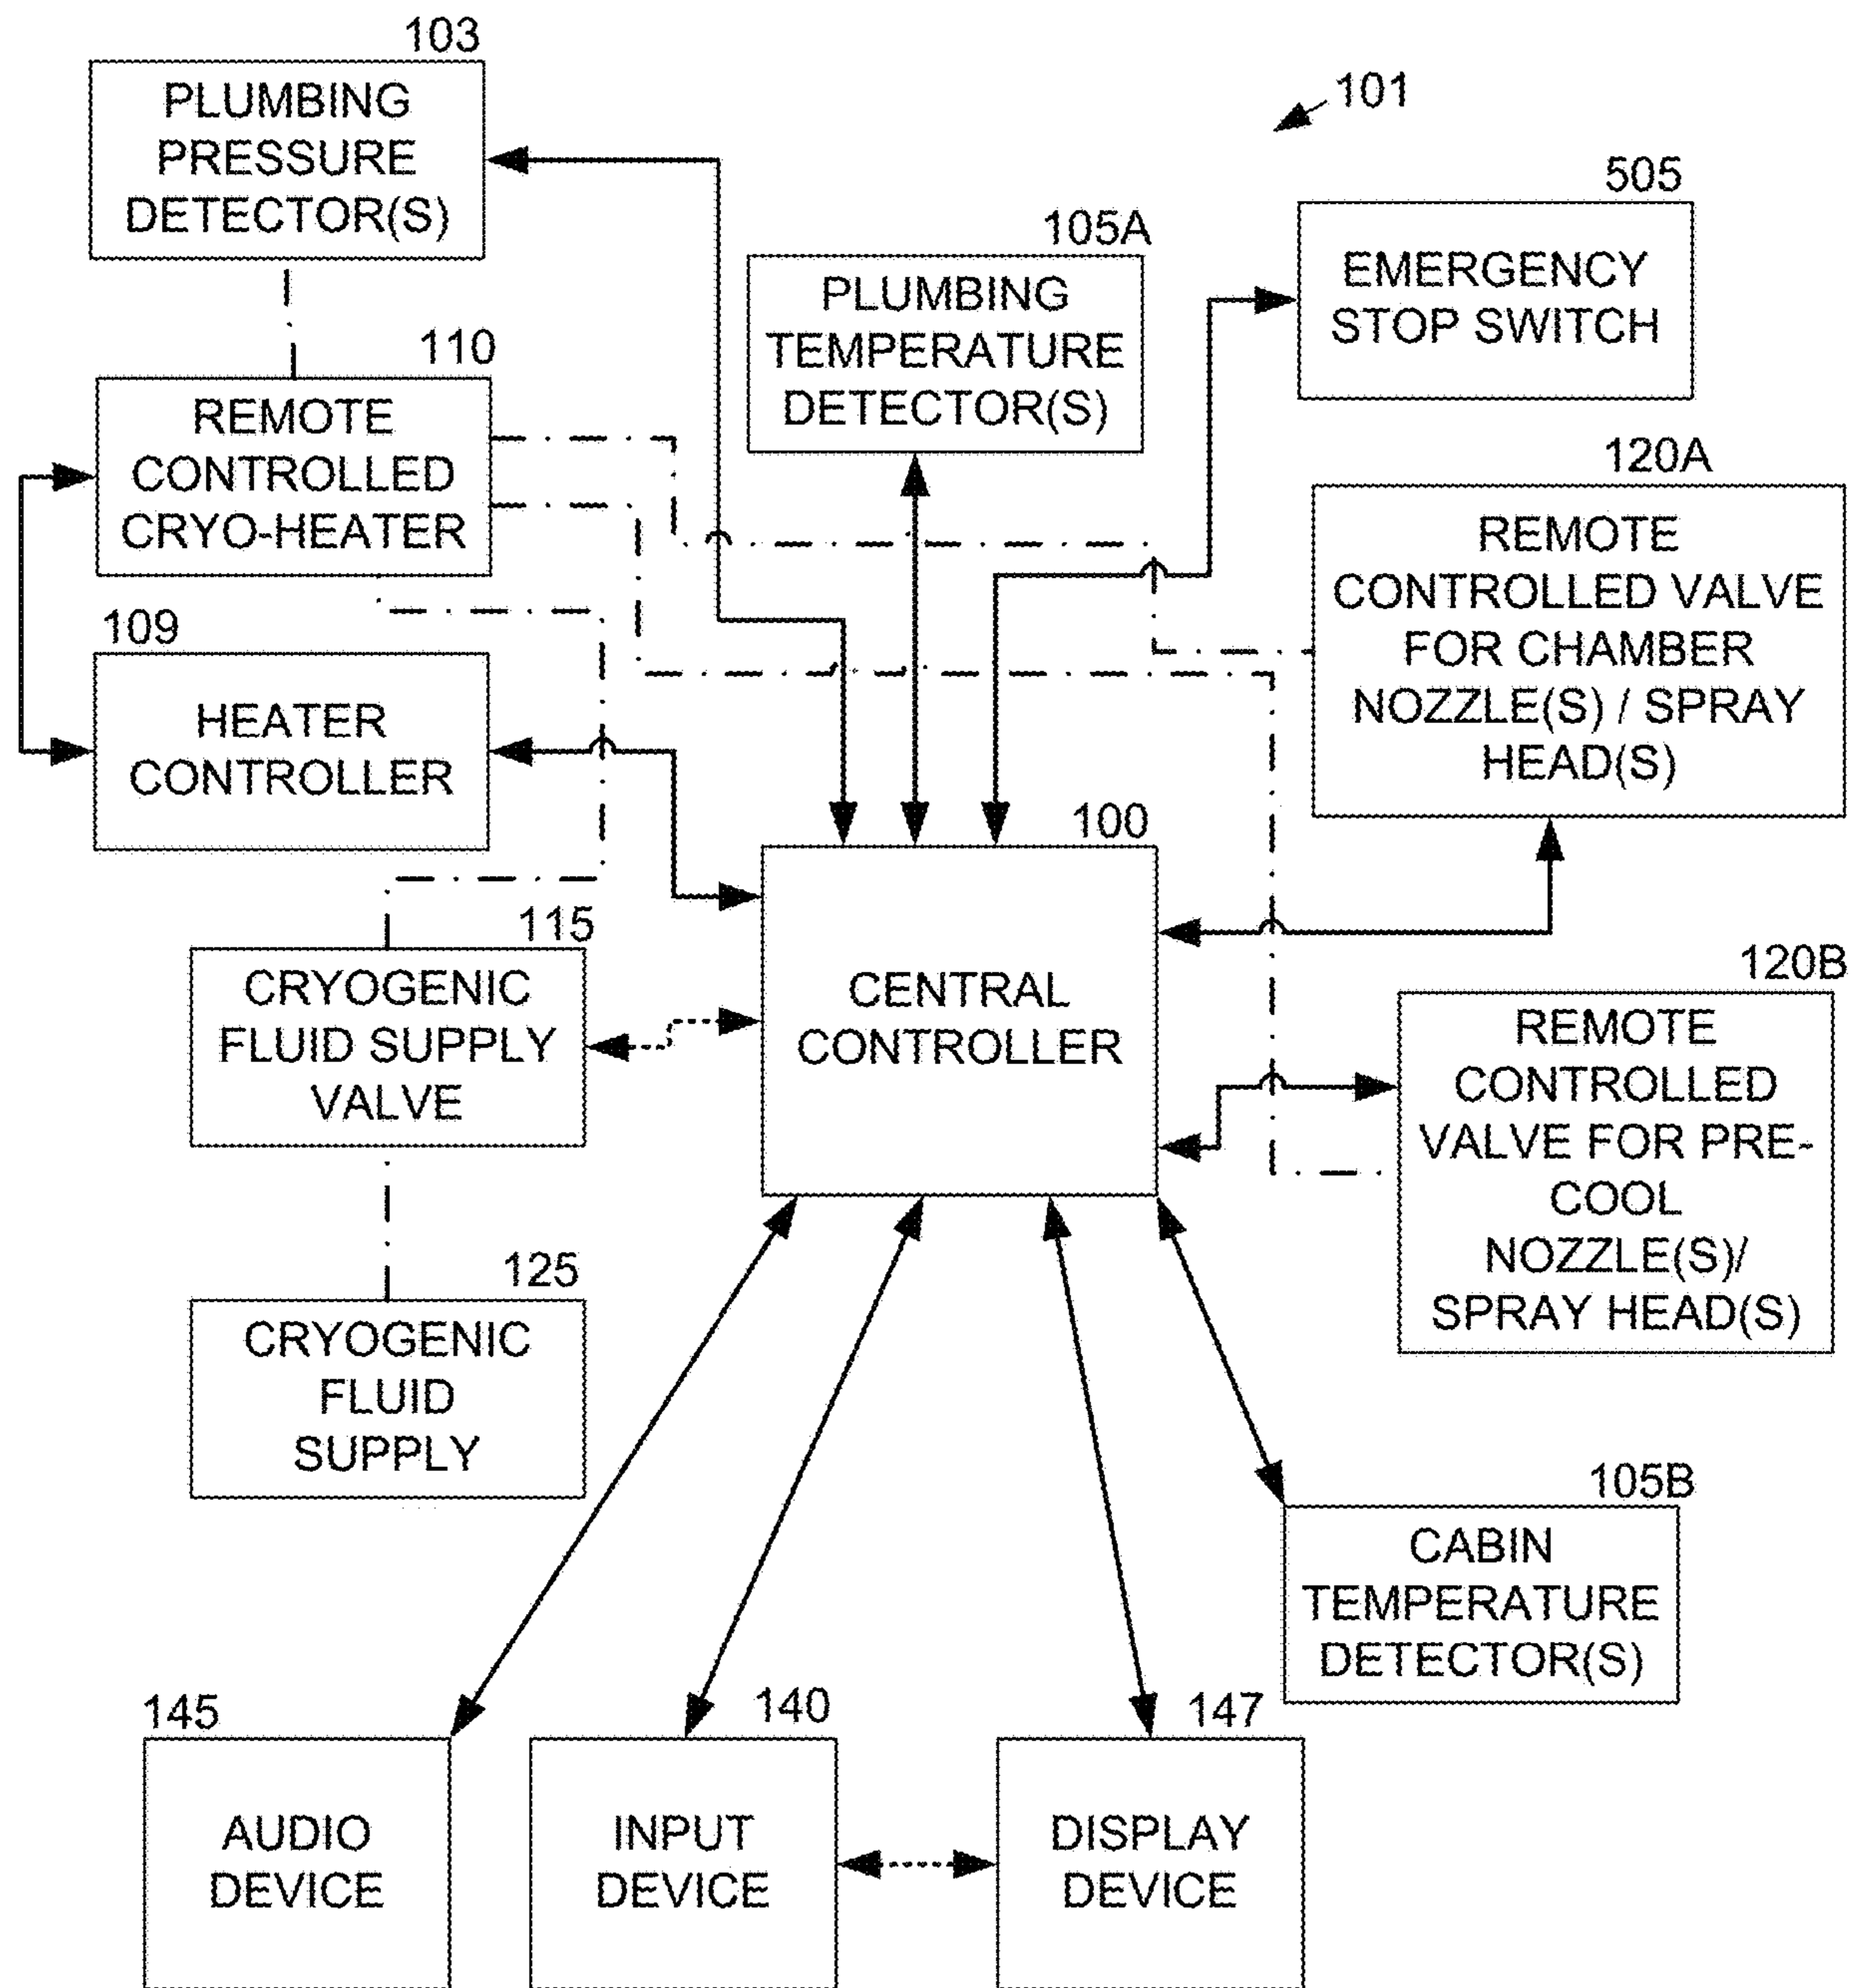 103
PLUMBING
PRESSURE
DETECTOR(S)
101
505
EMERGENCY
STOP SWITCH
105A
PLUMBING
TEMPERATURE
DETECTOR(S)
110
REMOTE
CONTROLLED
CRYO-HEATER
120A
REMOTE
CONTROLLED VALVE
FOR CHAMBER
NOZZLE(S) / SPRAY
HEAD(S)
109
HEATER
CONTROLLER
100
CENTRAL
CONTROLLER
115
CRYOGENIC
FLUID SUPPLY
VALVE
120B
REMOTE
CONTROLLED
VALVE FOR PRE-
COOL
NOZZLE(S)/
SPRAY HEAD(S)
125
CRYOGENIC
FLUID
SUPPLY
105B
CABIN
TEMPERATURE
DETECTOR(S)
145
AUDIO
DEVICE
140
INPUT
DEVICE
147
DISPLAY
DEVICE